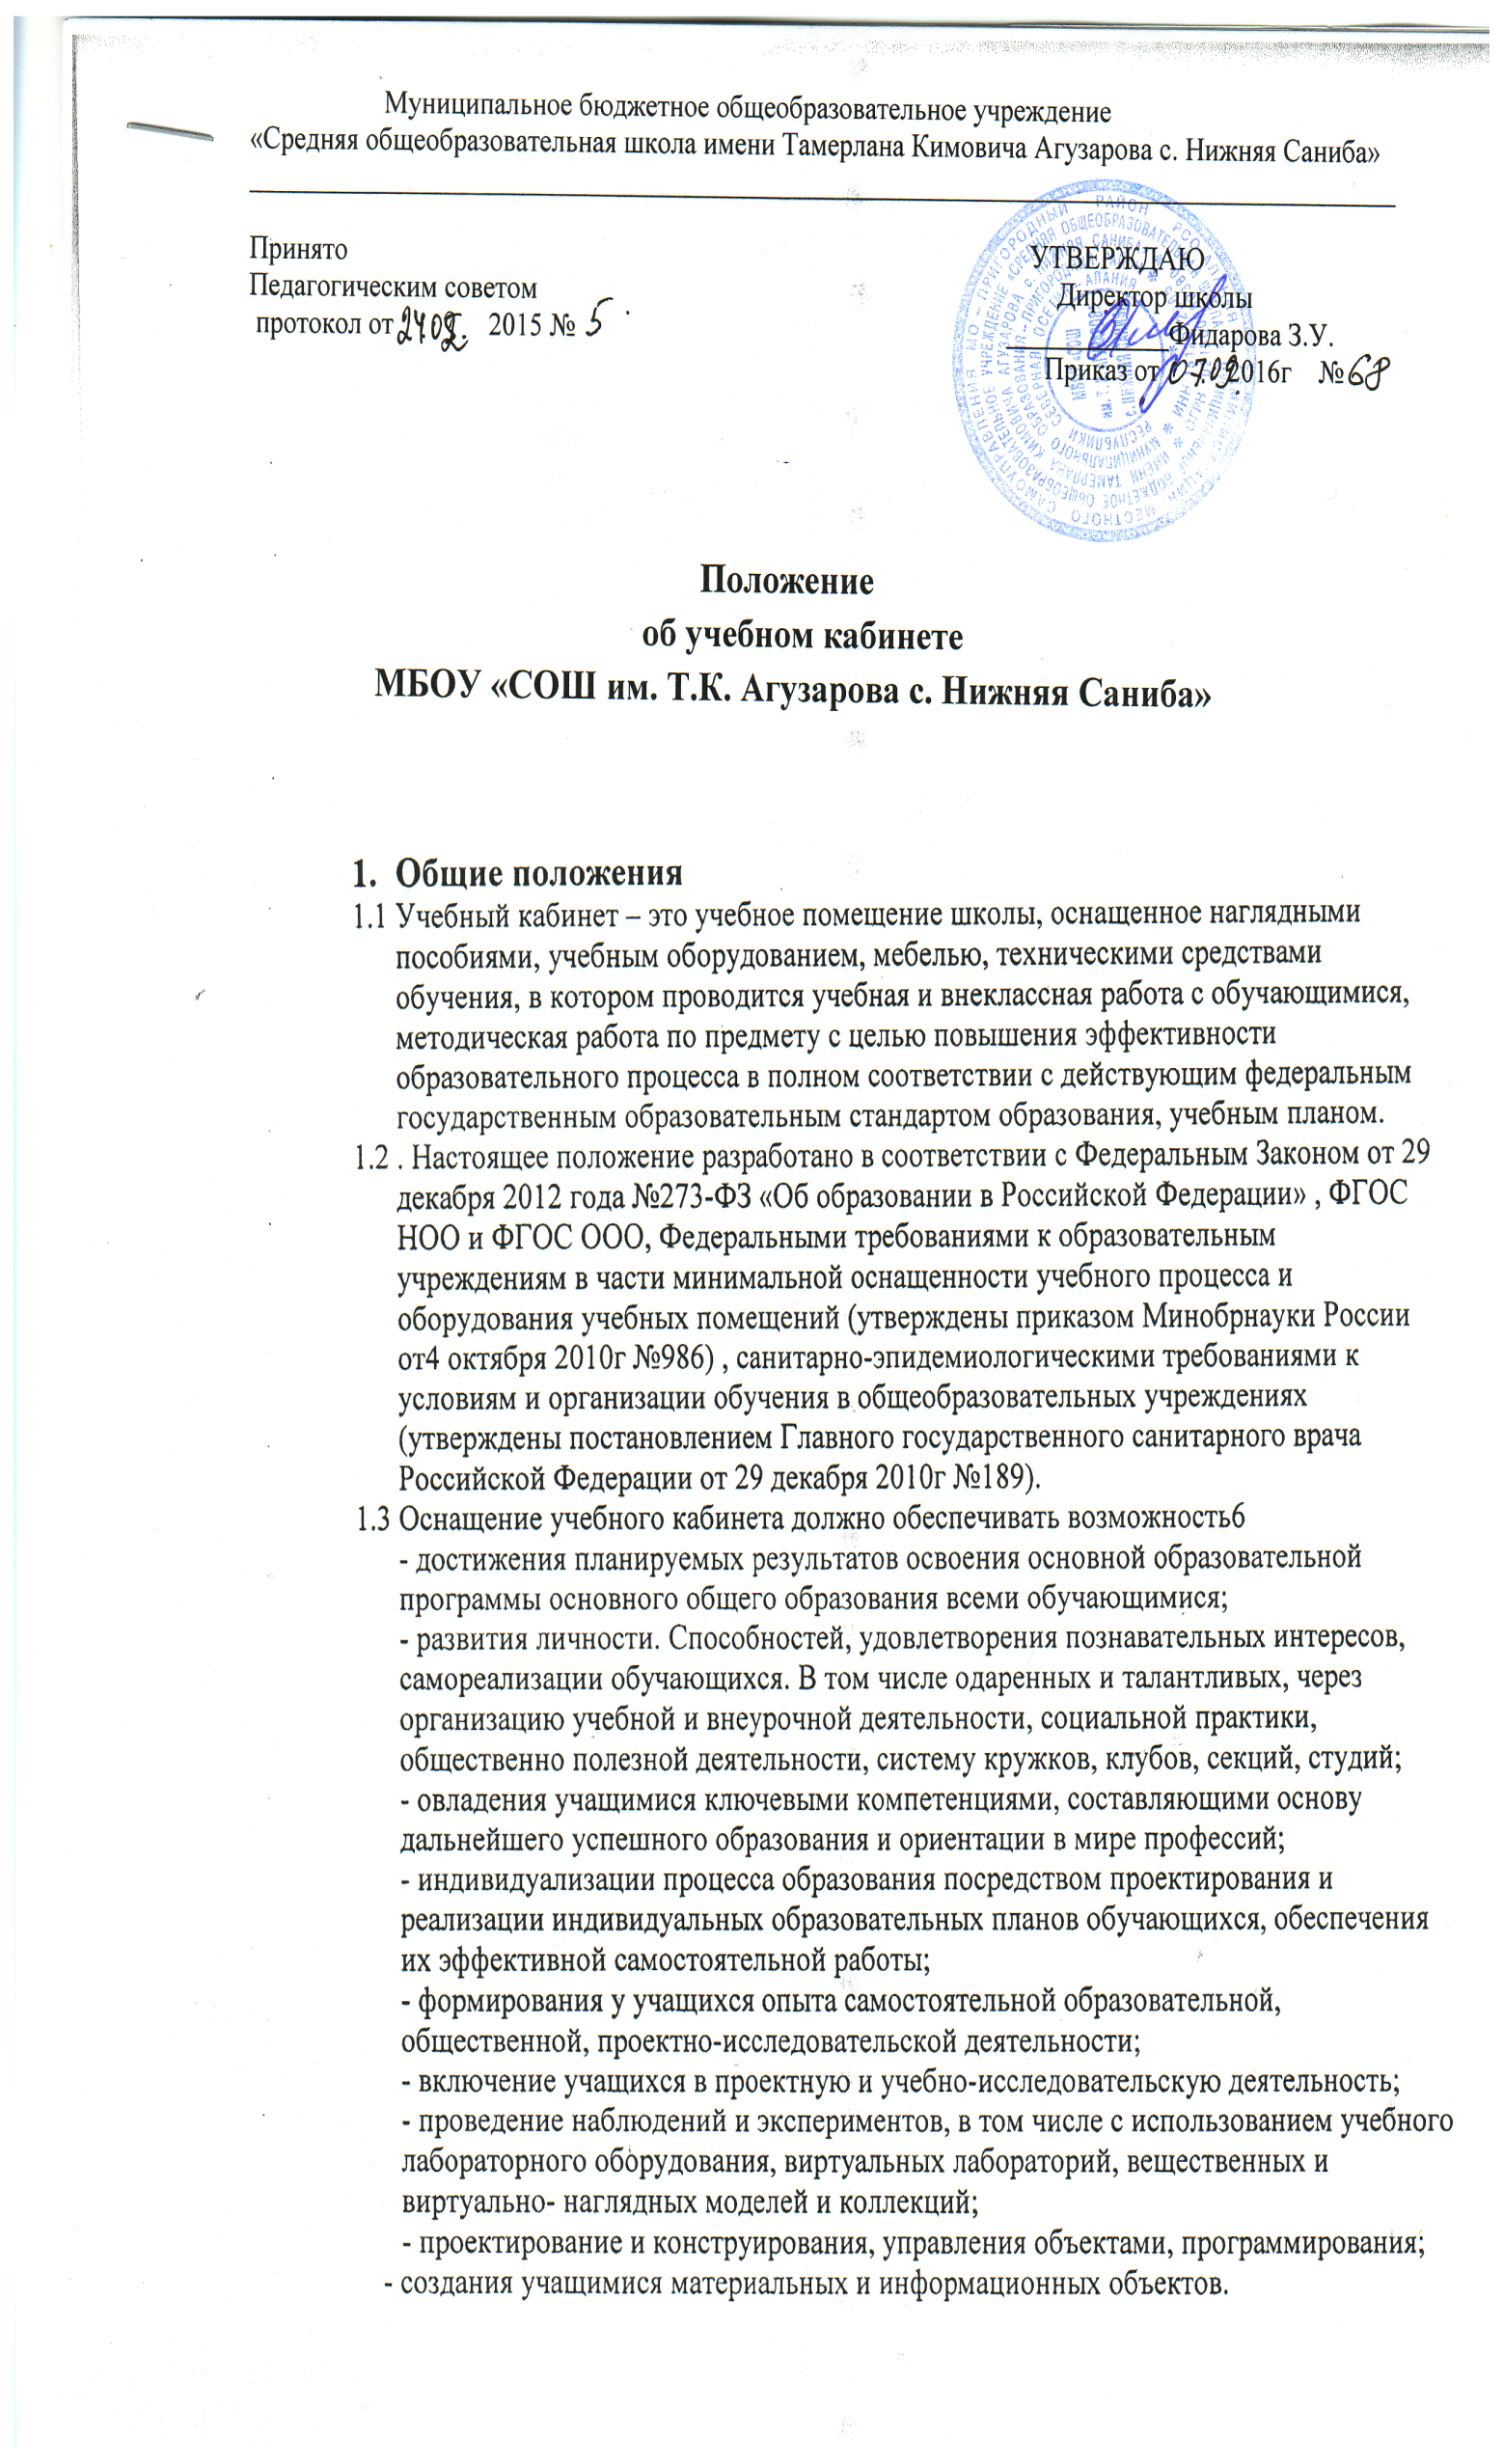 Муниципальное бюджетное общеобразовательное учреждение
«Средняя общеобразовательная школа имени Тамерлана Кимовича Агузарова с. Нижняя Саниба»
Принято
Педагогическим советом
протокол от 2015 № 5
УТВЕРЖДАЮ
Директор школы
Фидарова З.У.
Приказ от 07.09. 2016г №68
Положение
об учебном кабинете
МБОУ «СОШ им. Т.К. Агузарова с. Нижняя Саниба»
1. Общие положения
1.1 Учебный кабинет – это учебное помещение школы, оснащенное наглядными
пособиями, учебным оборудованием, мебелью, техническими средствами
обучения, в котором проводится учебная и внеклассная работа с обучающимися,
методическая работа по предмету с целью повышения эффективности
образовательного процесса в полном соответствии с действующим федеральным
государственным образовательным стандартом образования, учебным планом.
1.2 . Настоящее положение разработано в соответствии с Федеральным Законом от 29
декабря 2012 года №273-ФЗ «Об образовании в Российской Федерации» , ФГОС
НОО и ФГОС ООО, Федеральными требованиями к образовательным
учреждениям в части минимальной оснащенности учебного процесса и
оборудования учебных помещений (утверждены приказом Минобрнауки России
от4 октября 2010г №986) , санитарно-эпидемиологическими требованиями к
условиям и организации обучения в общеобразовательных учреждениях
(утверждены постановлением Главного государственного санитарного врача
Российской Федерации от 29 декабря 2010г №189).
1.3 Оснащение учебного кабинета должно обеспечивать возможность6
- достижения планируемых результатов освоения основной образовательной
программы основного общего образования всеми обучающимися;
- развития личности. Способностей, удовлетворения познавательных интересов,
самореализации обучающихся. В том числе одаренных и талантливых, через
организацию учебной и внеурочной деятельности, социальной практики,
общественно полезной деятельности, систему кружков, клубов, секций, студий;
- овладения учащимися ключевыми компетенциями, составляющими основу
дальнейшего успешного образования и ориентации в мире профессий;
- индивидуализации процесса образования посредством проектирования и
реализации индивидуальных образовательных планов обучающихся, обеспечения
их эффективной самостоятельной работы;
- формирования у учащихся опыта самостоятельной образовательной,
общественной, проектно-исследовательской деятельности;
- включение учащихся в проектную и учебно-исследовательскую деятельность;
- проведение наблюдений и экспериментов, в том числе с использованием учебного
лабораторного оборудования, виртуальных лабораторий, вещественных и
виртуально- наглядных моделей и коллекций;
- проектирование и конструирования, управления объектами, программирования;
- создания учащимися материальных и информационных объектов.